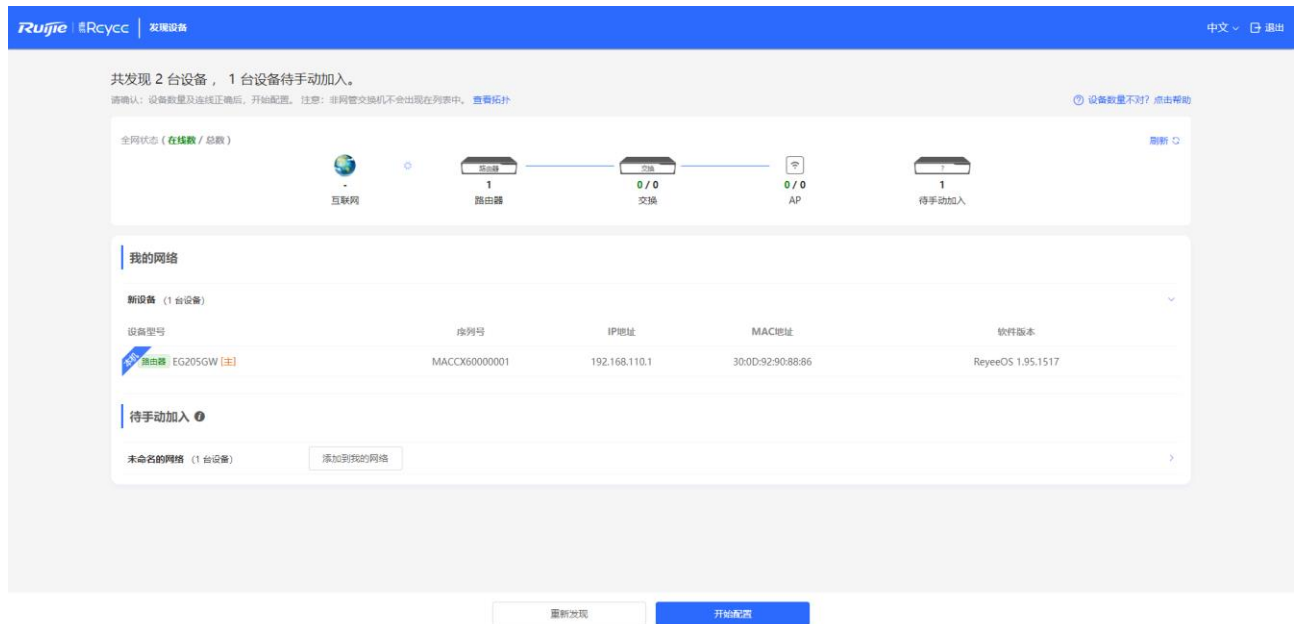 Ruijie Rcycc 发现设备 中文 退出
共发现 2 台设备， 1 台设备待手动加入。
请确认：设备数量及连线正确后，开始配置。 注意：非网管交换机不会出现在列表中。 查看拓扑 设备数量不对？点击帮助
全网状态 ( 在线数 / 总数 ) 刷新
路由器 交换 ?
- 1 0 / 0 0 / 0 1
互联网 路由器 交换 AP 待手动加入
我的网络
新设备 (1 台设备)
设备型号 序列号 IP地址 MAC地址 软件版本
本机 路由器 EG205GW [主] MACCX60000001 192.168.110.1 30:0D:92:90:88:86 ReyeeOS 1.95.1517
待手动加入
未命名的网络 (1 台设备) 添加到我的网络
重新发现 开始配置